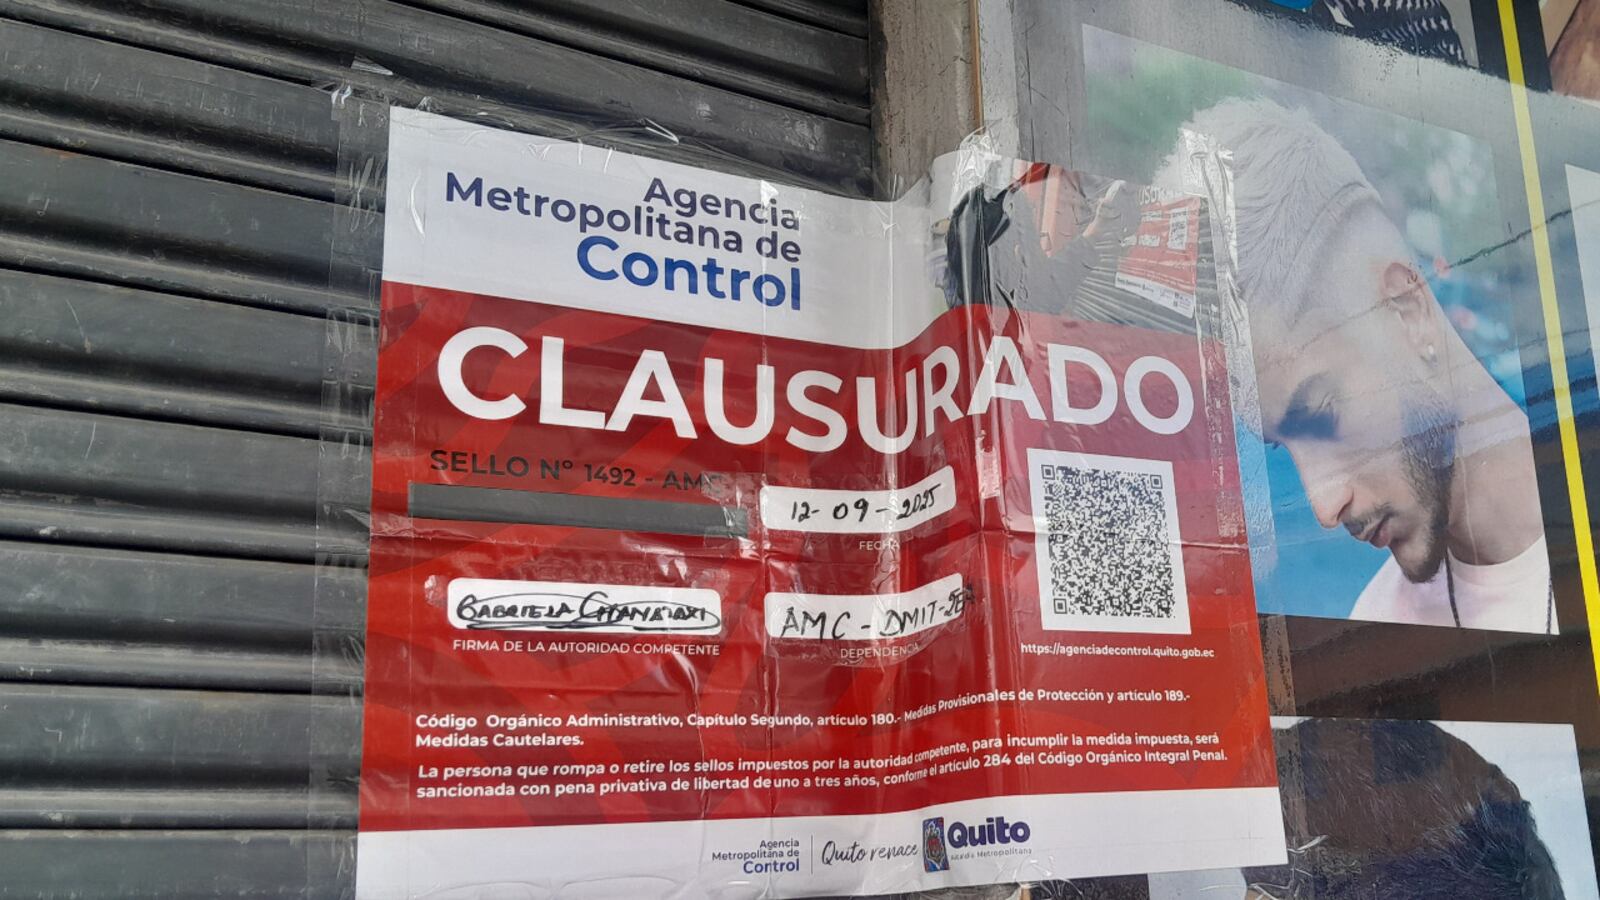 Agencia
Metropolitana de
Control
CLAUSURADO
SELLO N° 1492 - AMC
12-09-2025
FECHA
GABRIELA
FIRMA DE LA AUTORIDAD COMPETENTE
AMC - DMIT-
DEPENDENCIA
https://agenciadecontrol.quito.gob.ec
Código Orgánico Administrativo, Capítulo Segundo, artículo 180.- Medidas Provisionales de Protección y artículo 189.-
Medidas Cautelares.
La persona que rompa o retire los sellos impuestos por la autoridad competente, para incumplir la medida impuesta, será
sancionada con pena privativa de libertad de uno a tres años, conforme el artículo 284 del Código Orgánico Integral Penal.
Agencia
Metropolitana de
Control
Quito renace
Quito
Alcaldía Metropolitana